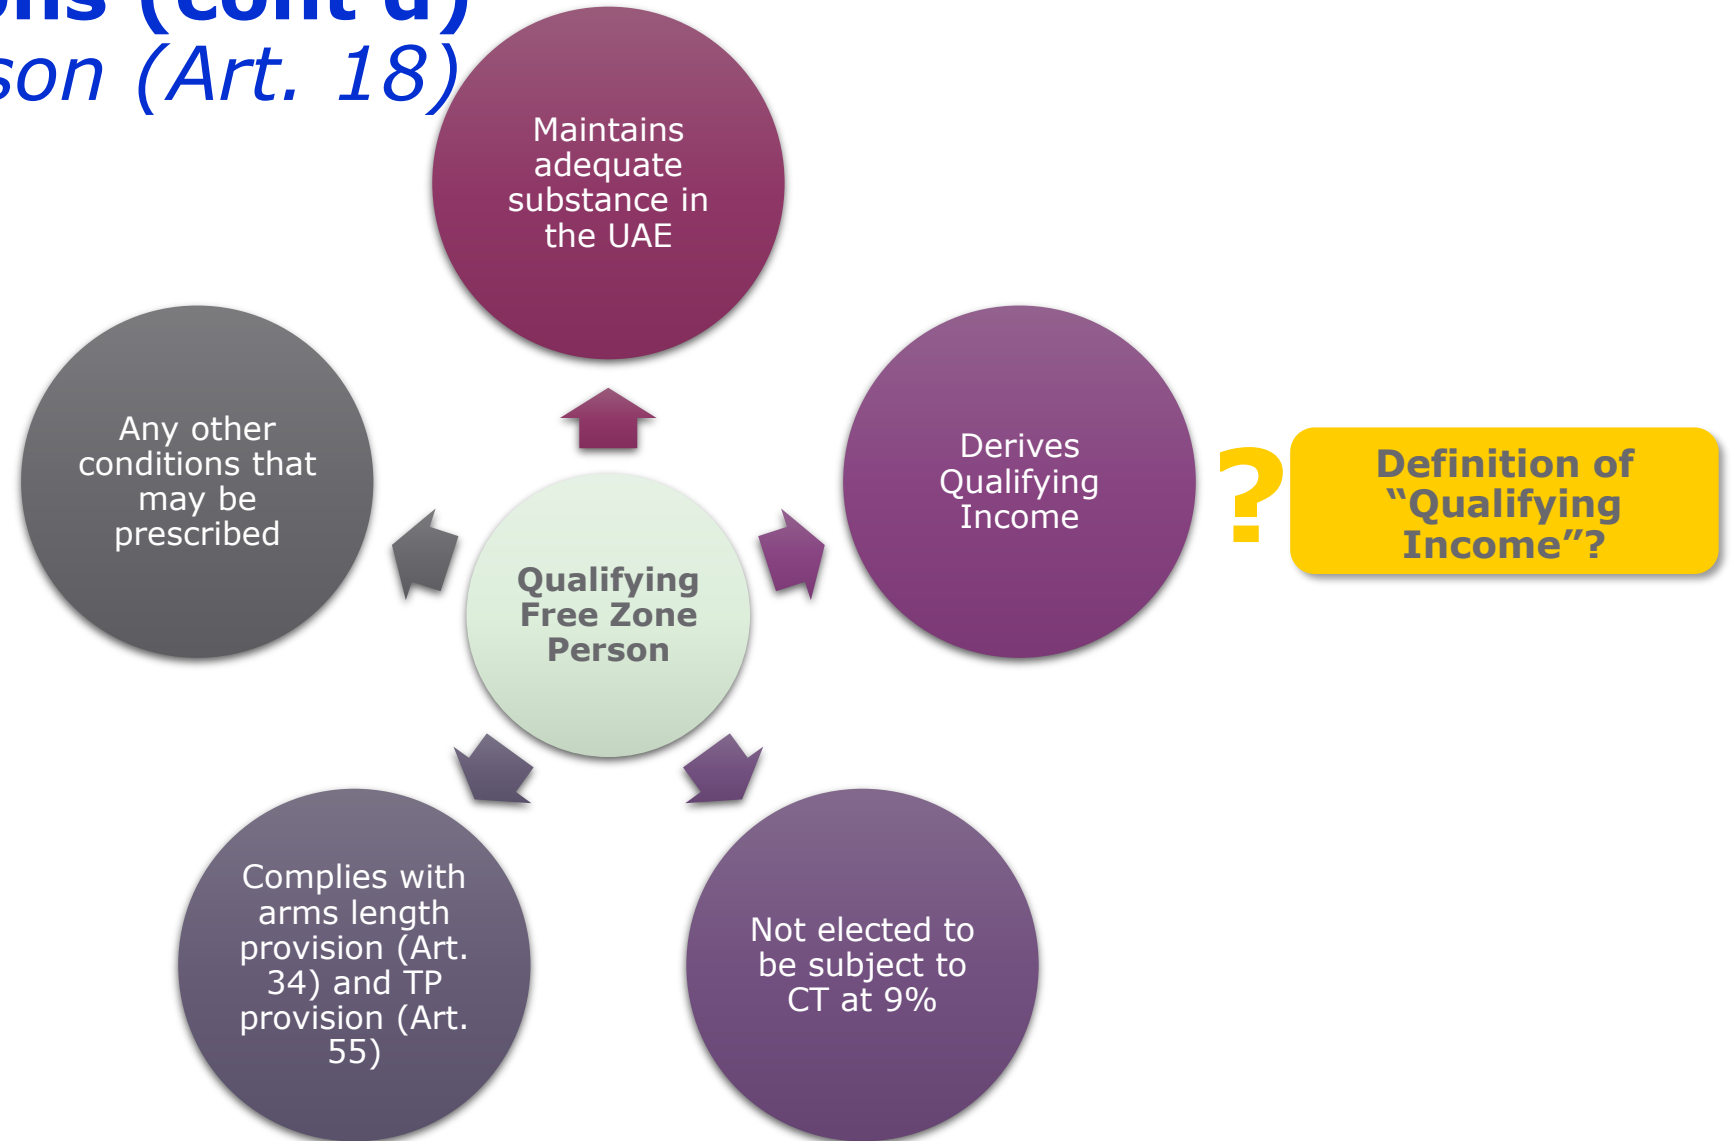 (cont'd)
(Art. 18)
Maintains
adequate
substance in
the UAE
Derives
Qualifying
Income
?
Definition of
“Qualifying
Income”?
Not elected to
be subject to
CT at 9%
Complies with
arms length
provision (Art.
34) and TP
provision (Art.
55)
Any other
conditions that
may be
prescribed
Qualifying
Free Zone
Person